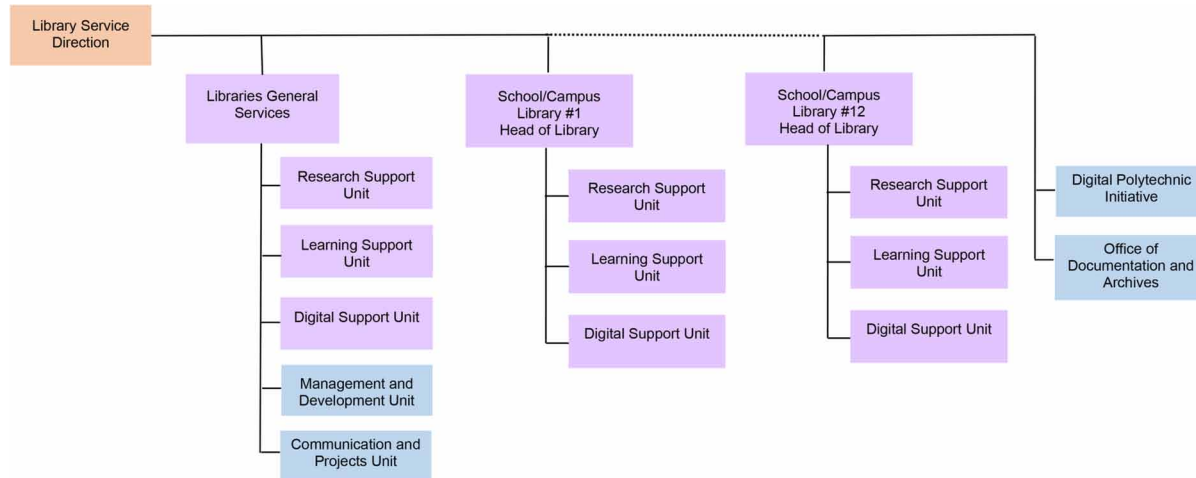 Library Service
Direction
Libraries General
Services
Research Support
Unit
Learning Support
Unit
Digital Support Unit
Management and
Development Unit
Communication and
Projects Unit
School/Campus
Library #1
Head of Library
Research Support
Unit
Learning Support
Unit
Digital Support Unit
School/Campus
Library #12
Head of Library
Research Support
Unit
Learning Support
Unit
Digital Support Unit
Digital Polytechnic
Initiative
Office of
Documentation and
Archives